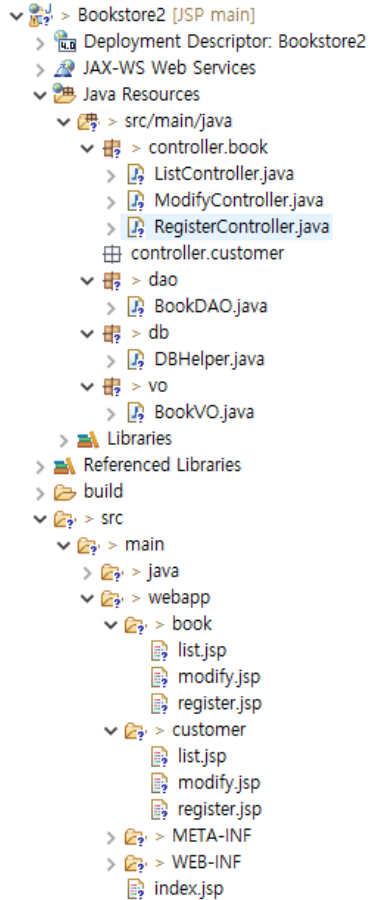 > Bookstore2 [JSP main]
Deployment Descriptor: Bookstore2
JAX-WS Web Services
Java Resources
> src/main/java
> controller.book
ListController.java
ModifyController.java
RegisterController.java
controller.customer
> dao
BookDAO.java
> db
DBHelper.java
> vo
BookVO.java
Libraries
Referenced Libraries
build
> src
> main
> java
> webapp
> book
list.jsp
modify.jsp
register.jsp
> customer
list.jsp
modify.jsp
register.jsp
> META-INF
> WEB-INF
index.jsp